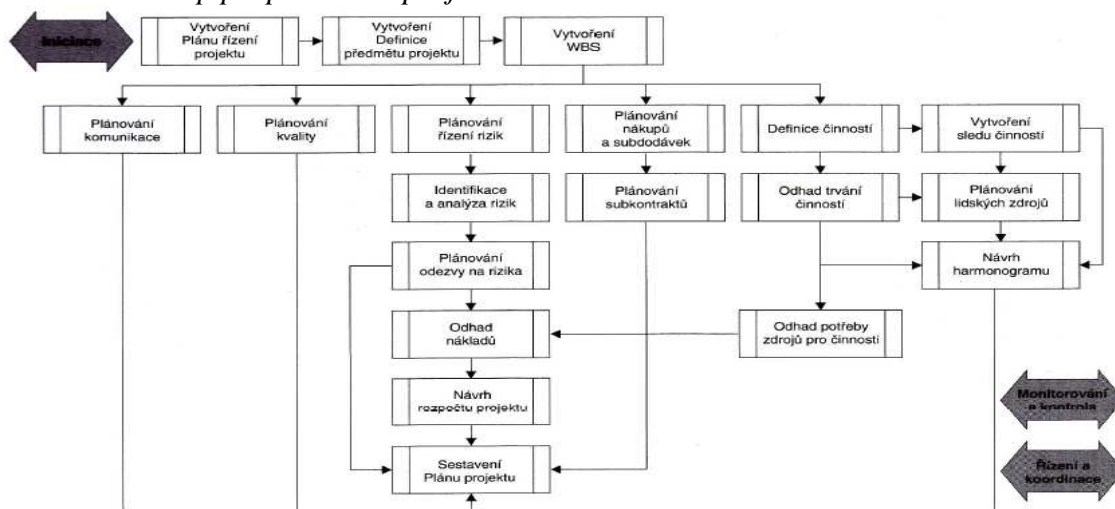 Iniciace
Vytvoření
Plánu řízení
projektu
Vytvoření
Definice
předmětu projektu
Vytvoření
WBS
Plánování
komunikace
Plánování
kvality
Plánování
řízení rizik
Plánování
nákupů
a subdodávek
Definice činností
Vytvoření
sledu činností
Identifikace
a analýza rizik
Plánování
subkontraktů
Odhad trvání
činností
Plánování
lidských zdrojů
Plánování
odezvy na rizika
Návrh
harmonogramu
Odhad
nákladů
Odhad potřeby
zdrojů pro činnosti
Návrh
rozpočtu projektu
Monitorování
a kontrola
Sestavení
Plánu projektu
Řízení a
koordinace